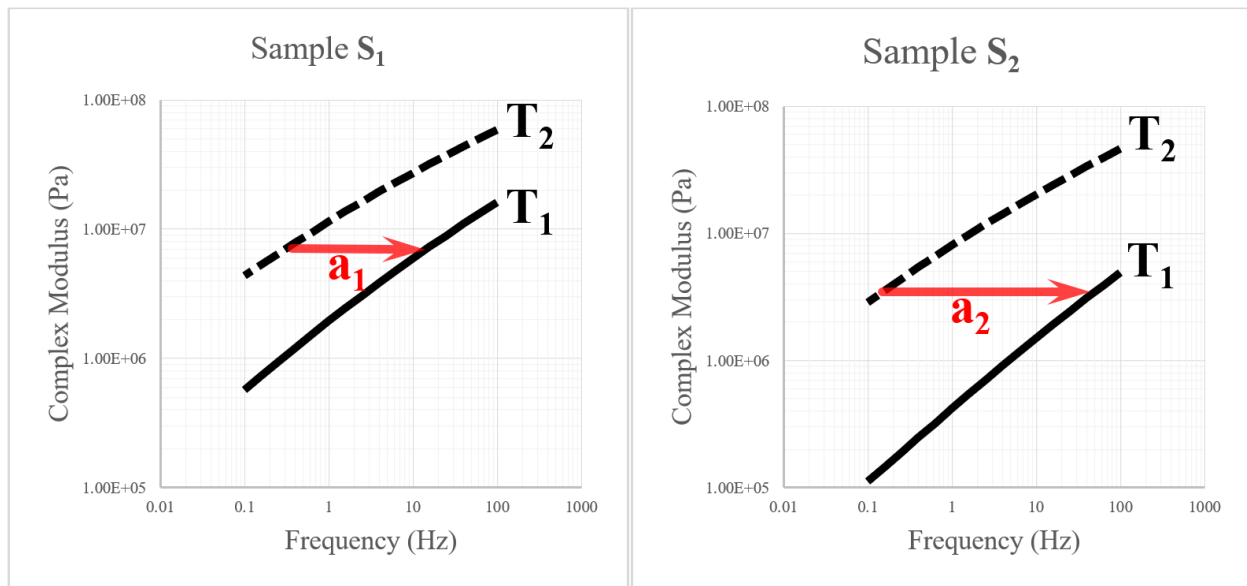 Sample S₁
Complex Modulus (Pa)
1.00E+08
1.00E+07
1.00E+06
1.00E+05
T₂
T₁
a₁
0.01 0.1 1 10 100 1000
Frequency (Hz)
Sample S₂
Complex Modulus (Pa)
1.00E+08
1.00E+07
1.00E+06
1.00E+05
T₂
T₁
a₂
0.01 0.1 1 10 100 1000
Frequency (Hz)